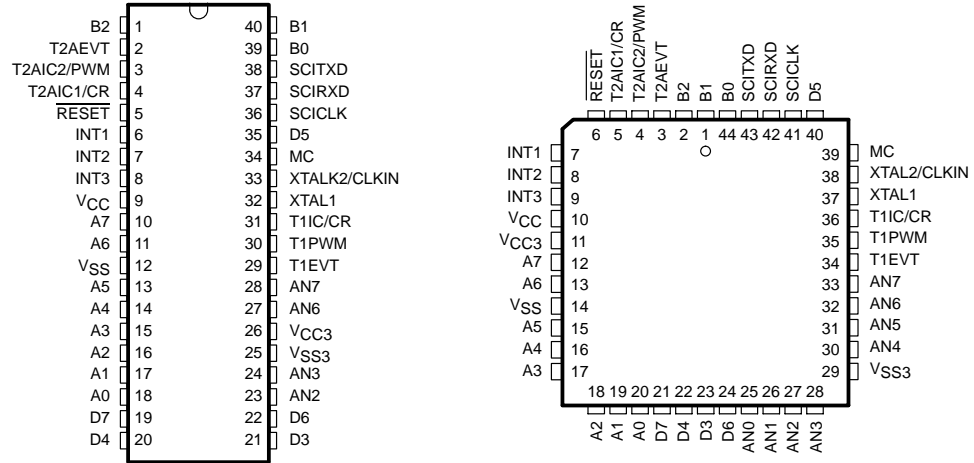 B2 1 40 B1
T2AEVT 2 39 B0
T2AIC2/PWM 3 38 SCITXD
T2AIC1/CR 4 37 SCIRXD
RESET 5 36 SCICLK
INT1 6 35 D5
INT2 7 34 MC
INT3 8 33 XTALK2/CLKIN
VCC 9 32 XTAL1
A7 10 31 T1IC/CR
A6 11 30 T1PWM
VSS 12 29 T1EVT
A5 13 28 AN7
A4 14 27 AN6
A3 15 26 VCC3
A2 16 25 VSS3
A1 17 24 AN3
A0 18 23 AN2
D7 19 22 D6
D4 20 21 D3
RESET T2AIC1/CR T2AIC2/PWM T2AEVT B2 B1 B0 SCITXD SCIRXD SCICLK D5
6 5 4 3 2 1 44 43 42 41 40
INT1 7 39 MC
INT2 8 38 XTAL2/CLKIN
INT3 9 37 XTAL1
VCC 10 36 T1IC/CR
VCC3 11 35 T1PWM
A7 12 34 T1EVT
A6 13 33 AN7
VSS 14 32 AN6
A5 15 31 AN5
A4 16 30 AN4
A3 17 29 VSS3
18 19 20 21 22 23 24 25 26 27 28
A2 A1 A0 D7 D4 D3 D6 AN0 AN1 AN2 AN3